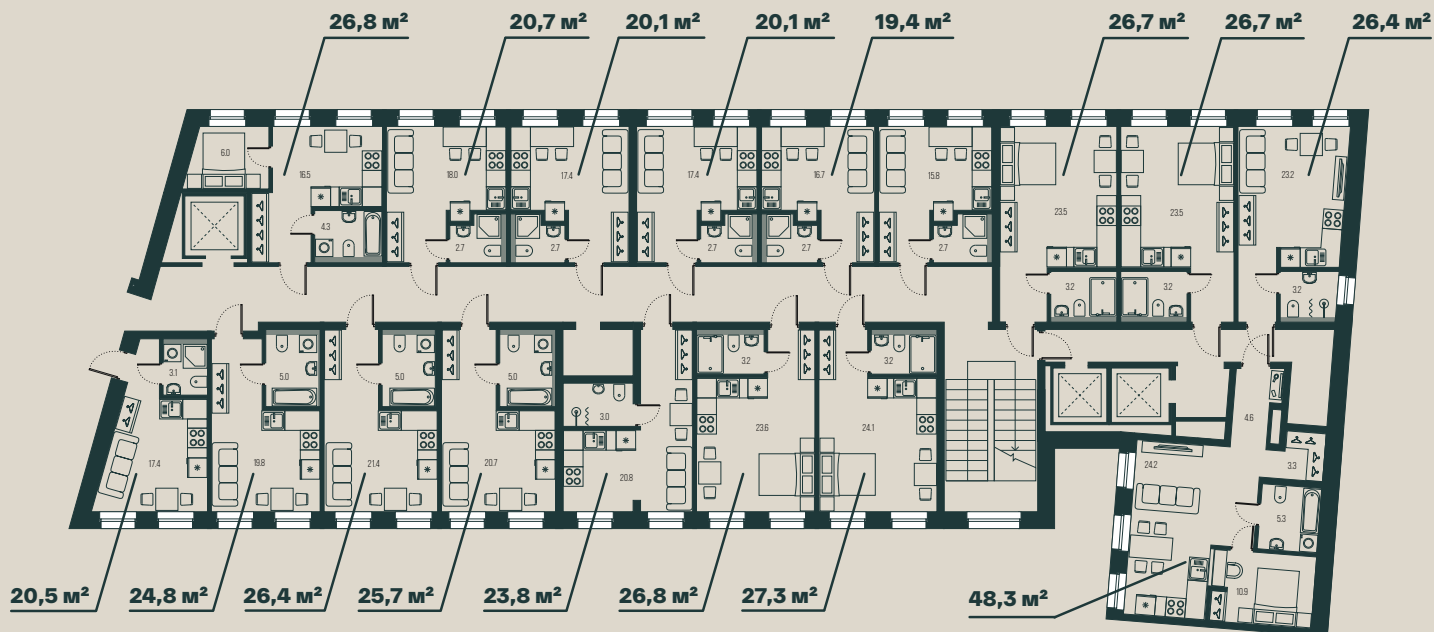 26,8 м²
20,7 м²
20,1 м²
20,1 м²
19,4 м²
26,7 м²
26,7 м²
26,4 м²
6.0
16.5
18.0
17.4
17.4
16.7
15.8
23.5
23.5
23.2
4.3
2.7
2.7
2.7
2.7
2.7
3.2
3.2
3.2
3.1
5.0
5.0
5.0
3.0
3.2
3.2
4.6
17.4
19.8
21.4
20.7
20.8
23.6
24.1
24.2
3.3
5.3
10.9
20,5 м²
24,8 м²
26,4 м²
25,7 м²
23,8 м²
26,8 м²
27,3 м²
48,3 м²